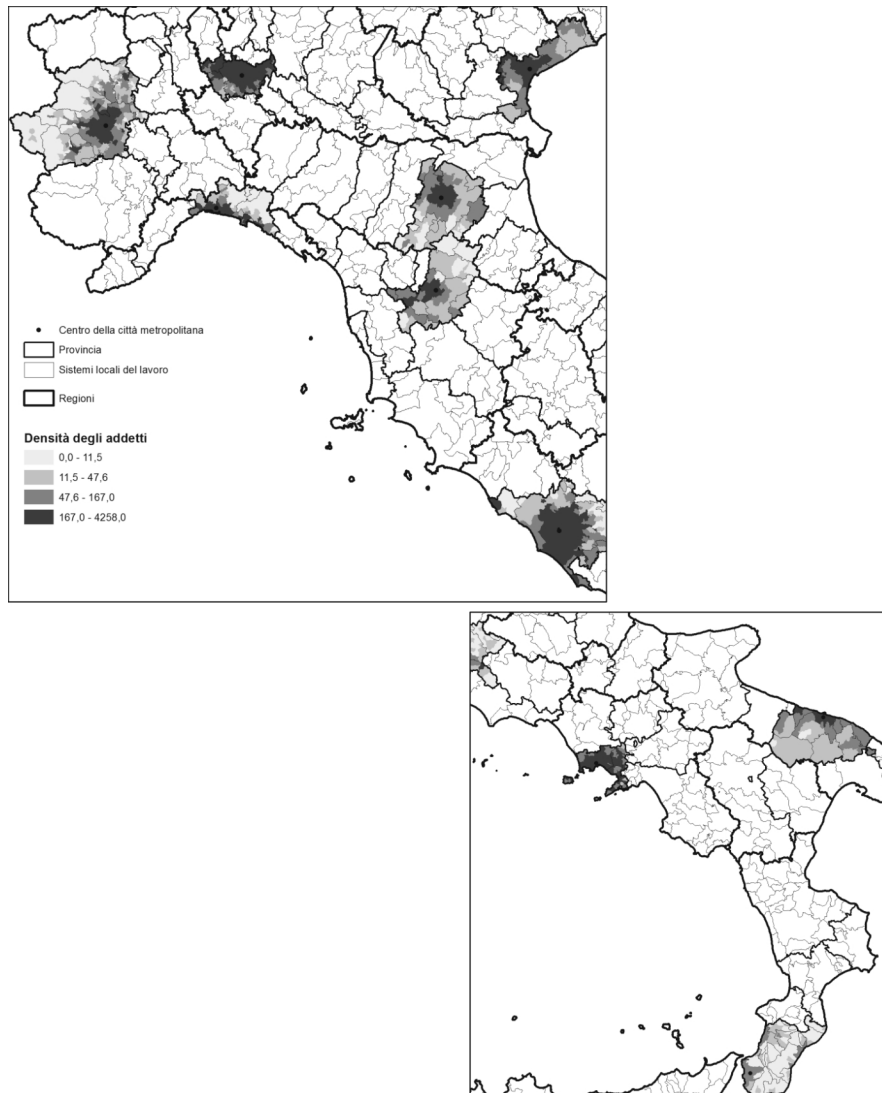 Centro della città metropolitana
Provincia
Sistemi locali del lavoro
Regioni
Densità degli addetti
0,0 - 11,5
11,5 - 47,6
47,6 - 167,0
167,0 - 4258,0